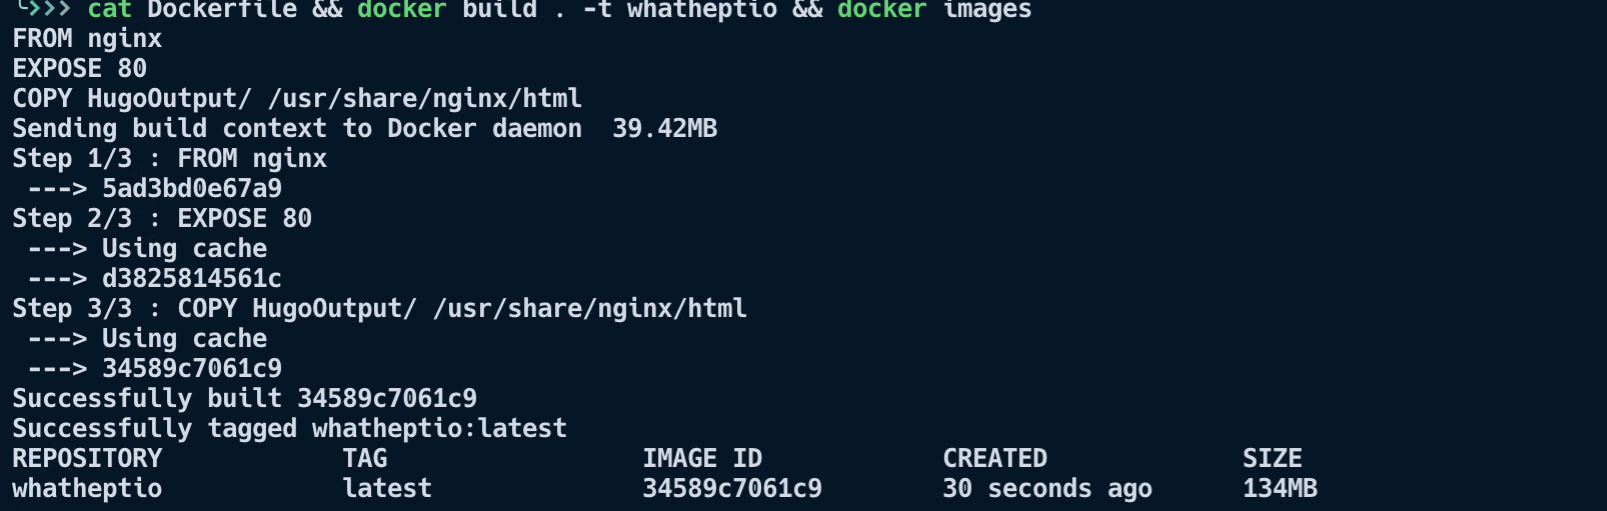 >>> cat Dockerfile && docker build . -t whatheptio && docker images
FROM nginx
EXPOSE 80
COPY HugoOutput/ /usr/share/nginx/html
Sending build context to Docker daemon  39.42MB
Step 1/3 : FROM nginx
 ---> 5ad3bd0e67a9
Step 2/3 : EXPOSE 80
 ---> Using cache
 ---> d3825814561c
Step 3/3 : COPY HugoOutput/ /usr/share/nginx/html
 ---> Using cache
 ---> 34589c7061c9
Successfully built 34589c7061c9
Successfully tagged whatheptio:latest
REPOSITORY            TAG                 IMAGE ID            CREATED             SIZE
whatheptio            latest              34589c7061c9        30 seconds ago      134MB